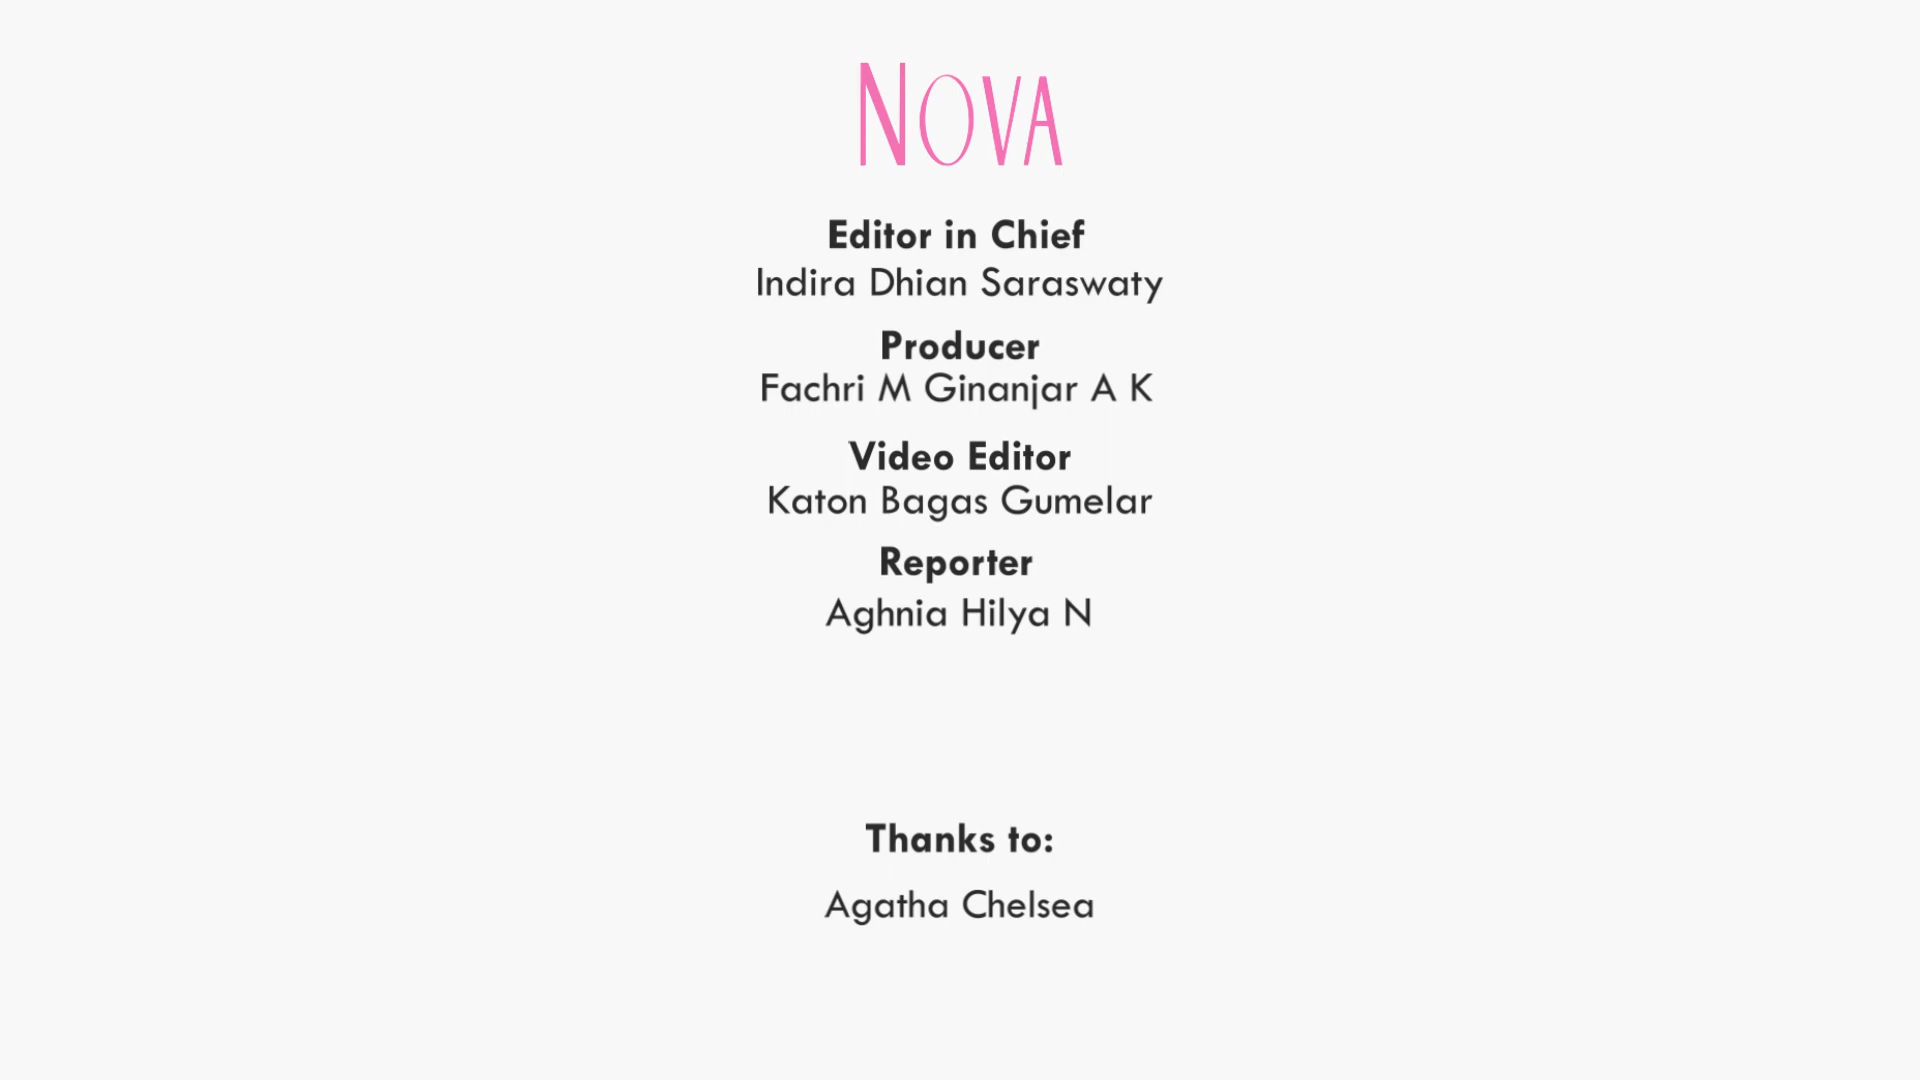 NOVA
Editor in Chief
Indira Dhian Saraswaty
Producer
Fachri M Ginanjar A K
Video Editor
Katon Bagas Gumelar
Reporter
Aghnia Hilya N
Thanks to:
Agatha Chelsea